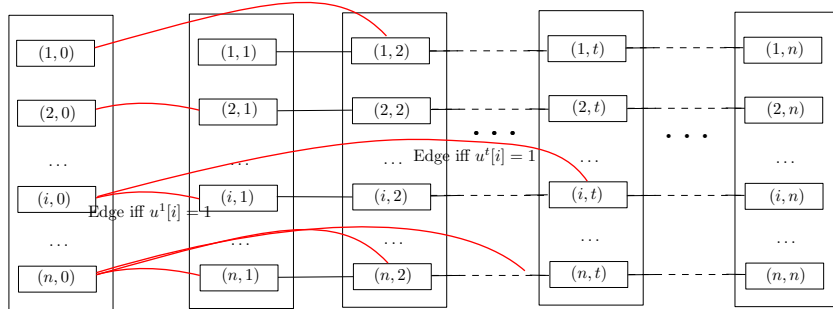 (1, 0) (1, 1) (1, 2) (1, t) (1, n)
(2, 0) (2, 1) (2, 2) (2, t) (2, n)
. . . . . .
Edge iff u^t[i] = 1
. . . . . . . . . . . . . . .
(i, 0) (i, 1) (i, 2) (i, t) (i, n)
Edge iff u^1[i] = 1
. . . . . . . . . . . . . . .
(n, 0) (n, 1) (n, 2) (n, t) (n, n)